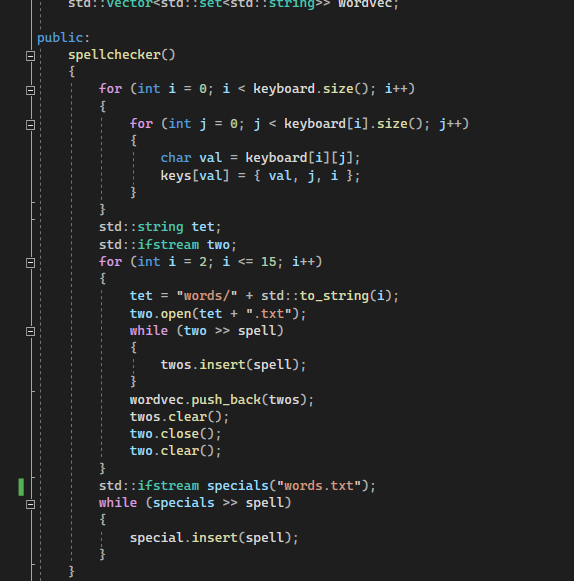 std::vector<std::set<std::string>> wordvec;
public:
spellchecker()
{
for (int i = 0; i < keyboard.size(); i++)
{
for (int j = 0; j < keyboard[i].size(); j++)
{
char val = keyboard[i][j];
keys[val] = { val, j, i };
}
}
std::string tet;
std::ifstream two;
for (int i = 2; i <= 15; i++)
{
tet = "words/" + std::to_string(i);
two.open(tet + ".txt");
while (two >> spell)
{
twos.insert(spell);
}
wordvec.push_back(twos);
twos.clear();
two.close();
two.clear();
}
std::ifstream specials("words.txt");
while (specials >> spell)
{
special.insert(spell);
}
}